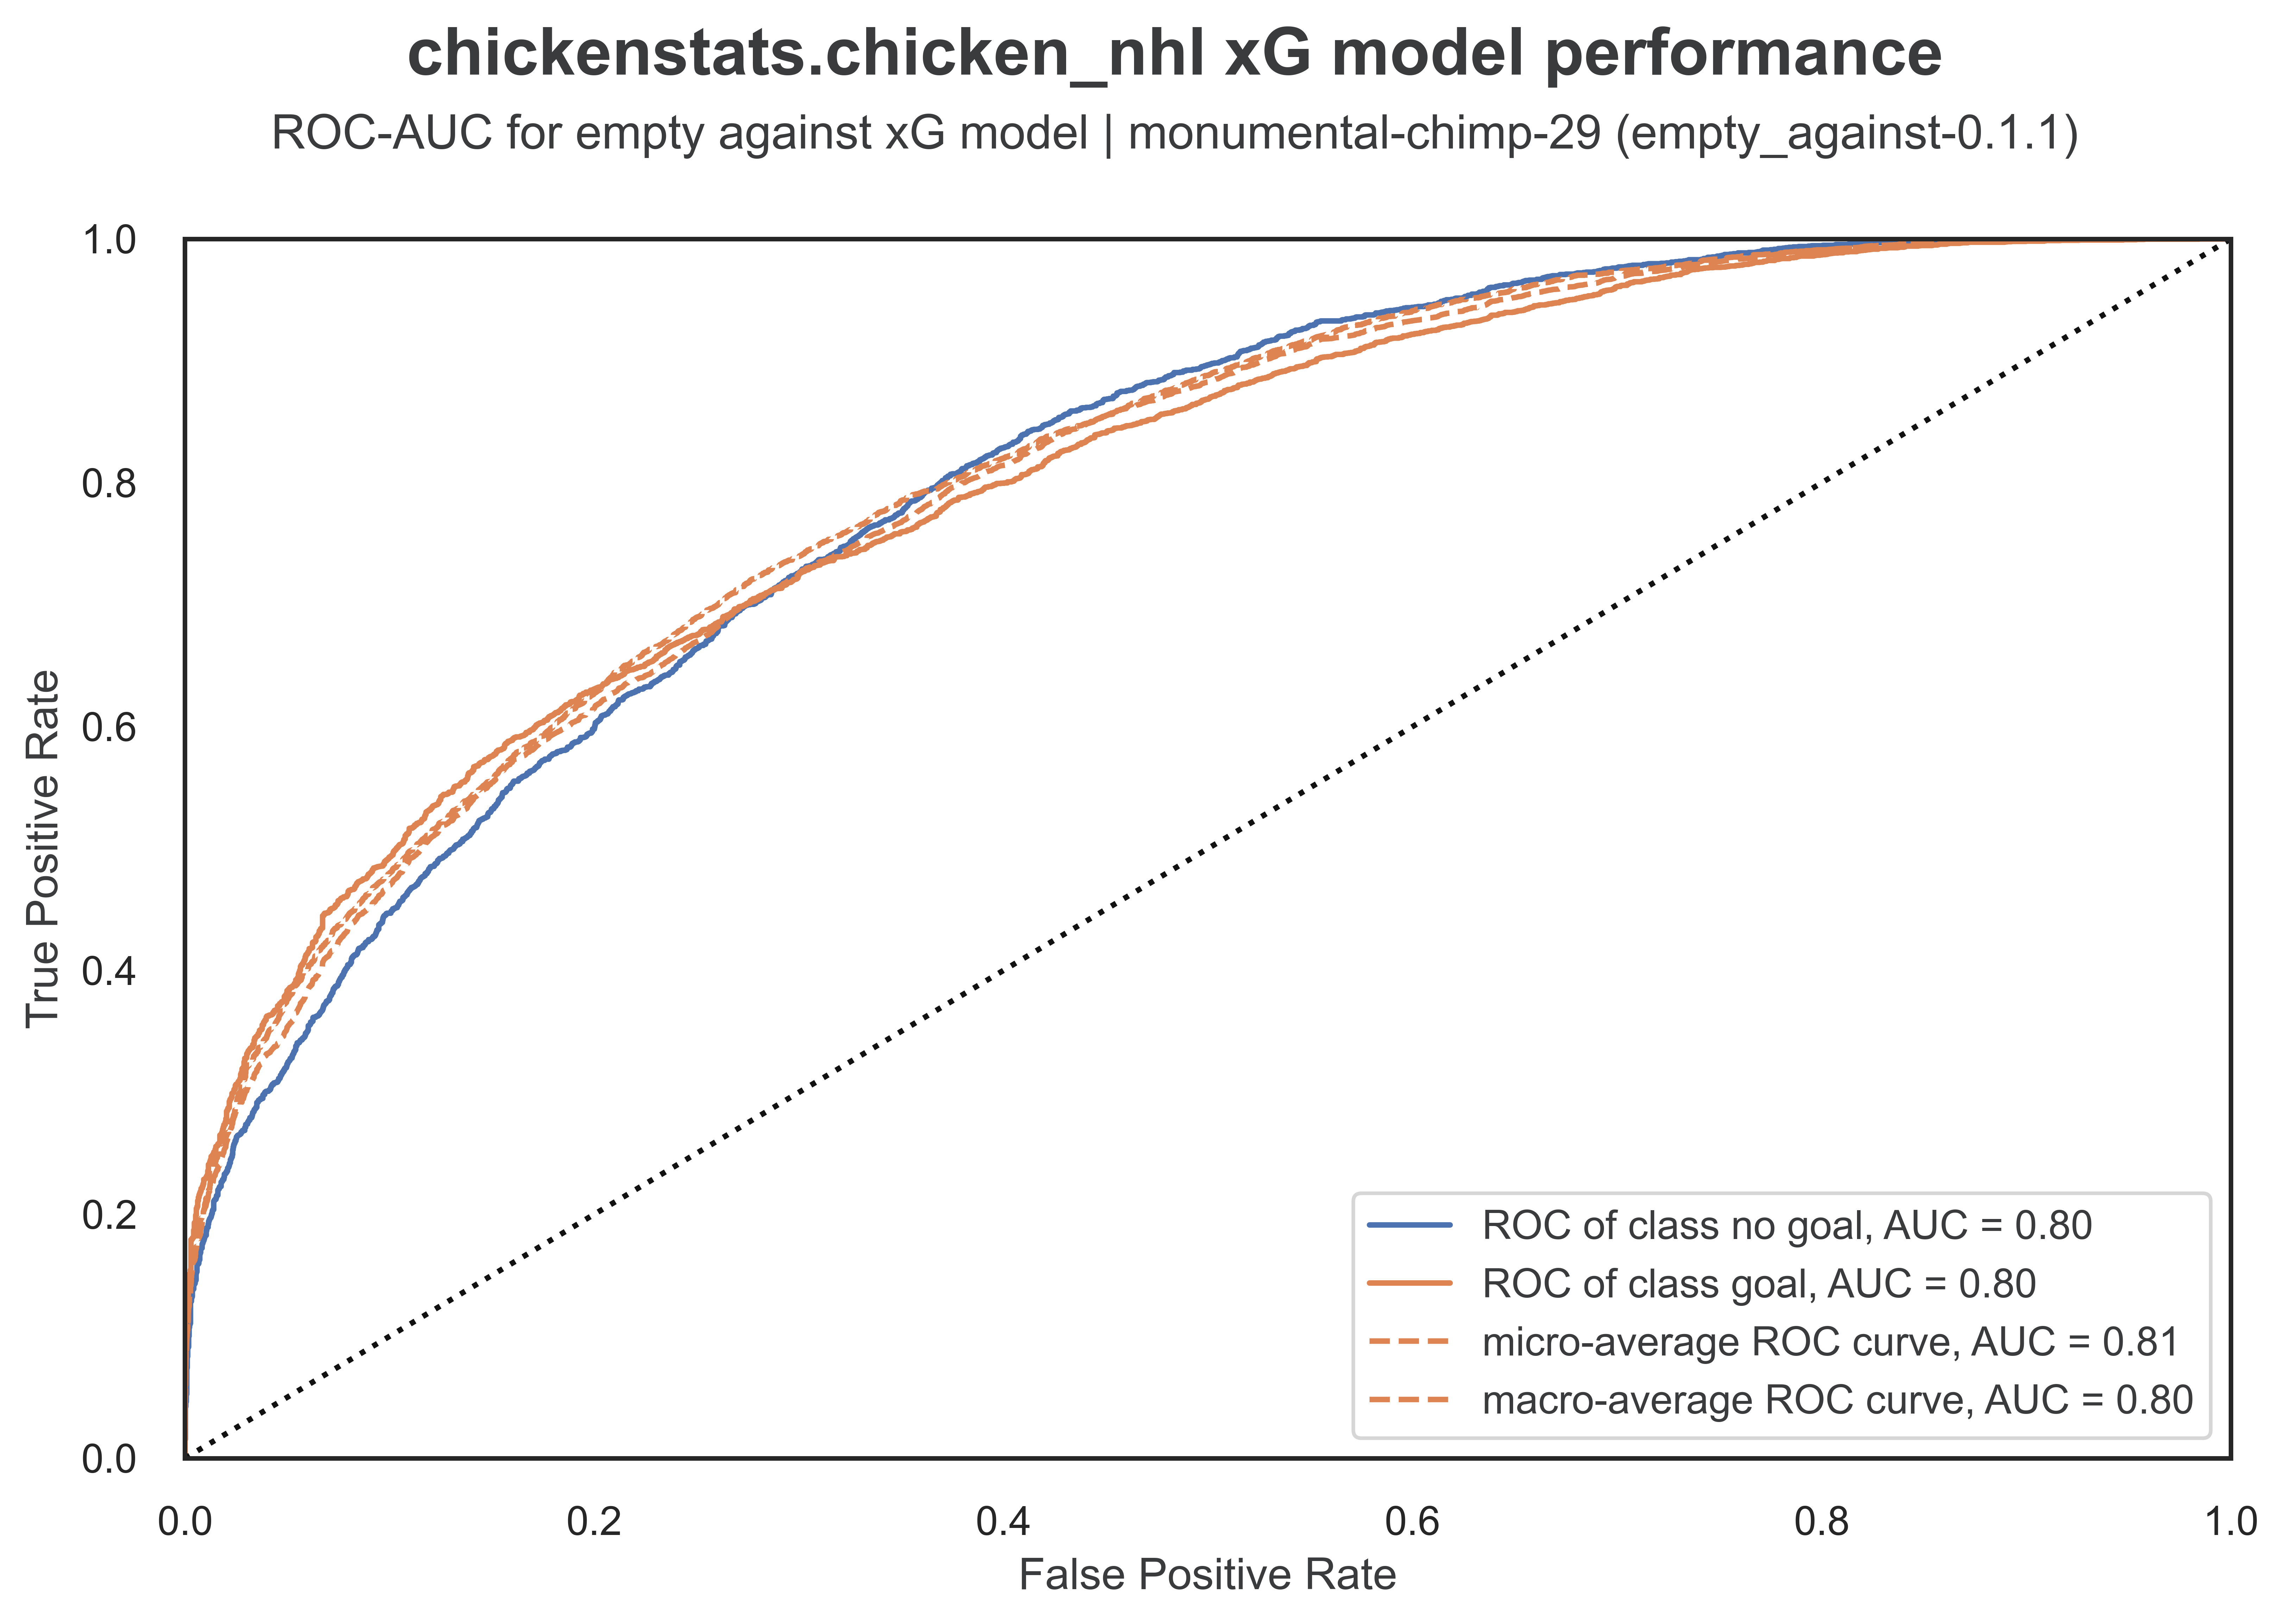 chickenstats.chicken_nhl xG model performance
ROC-AUC for empty against xG model | monumental-chimp-29 (empty_against-0.1.1)
1.0
0.8
0.6
0.4
0.2
0.0
True Positive Rate
ROC of class no goal, AUC = 0.80
ROC of class goal, AUC = 0.80
micro-average ROC curve, AUC = 0.81
macro-average ROC curve, AUC = 0.80
0.0 0.2 0.4 0.6 0.8 1.0
False Positive Rate